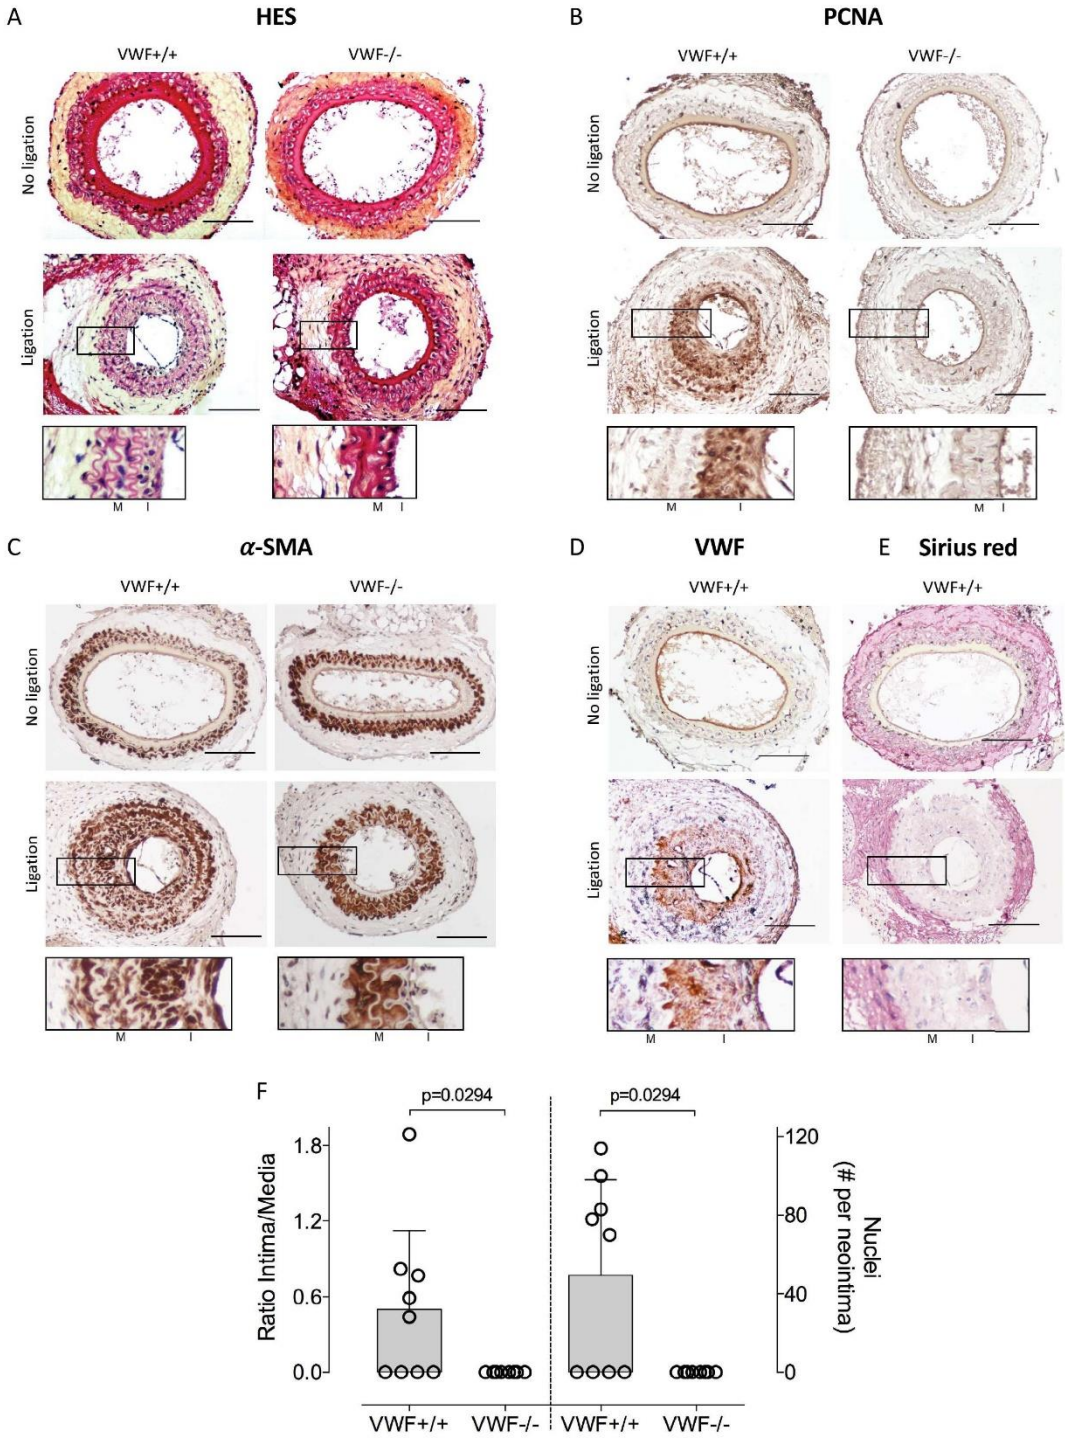 A HES
VWF+/+ VWF-/-
No ligation
Ligation
M I M I
B PCNA
VWF+/+ VWF-/-
No ligation
Ligation
M I M I
C α-SMA
VWF+/+ VWF-/-
No ligation
Ligation
M I M I
D VWF
VWF+/+
No ligation
Ligation
M I
E Sirius red
VWF+/+
M I
F
p=0.0294 p=0.0294
Ratio Intima/Media
1.8
1.2
0.6
0.0
VWF+/+ VWF-/- VWF+/+ VWF-/-
120
80
40
0
Nuclei
(# per neointima)